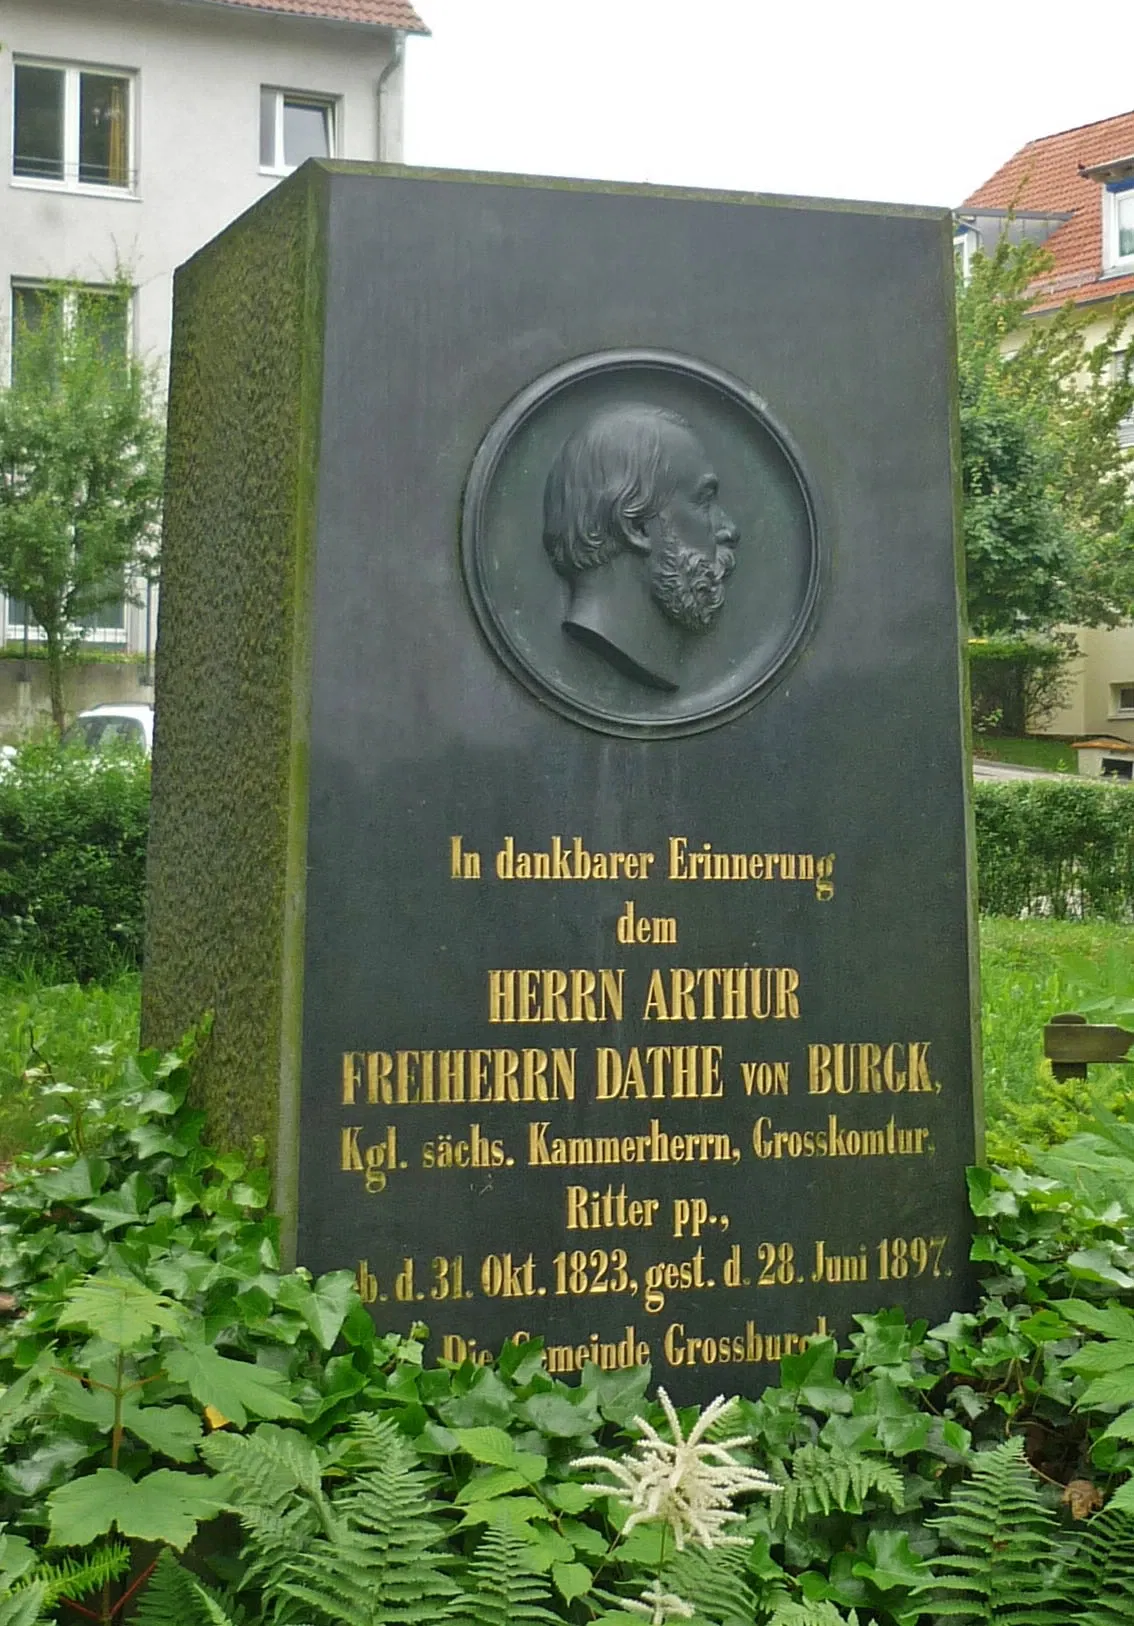 In dankbarer Erinnerung
dem
HERRN ARTHUR
FREIHERRN DATHE VON BURGK,
Kgl. sächs. Kammerherrn, Grosskomtur,
Ritter pp.,
b. d. 31. Okt. 1823, gest. d. 28. Juni 1897.
Die Gemeinde Grossburgk